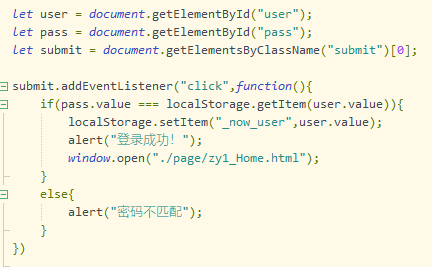 let user = document.getElementById("user");
let pass = document.getElementById("pass");
let submit = document.getElementsByClassName("submit")[0];
submit.addEventListener("click",function(){
if(pass.value === localStorage.getItem(user.value)){
localStorage.setItem("_now_user",user.value);
alert("登录成功！");
window.open("./page/zy1_Home.html");
}
else{
alert("密码不匹配");
}
})